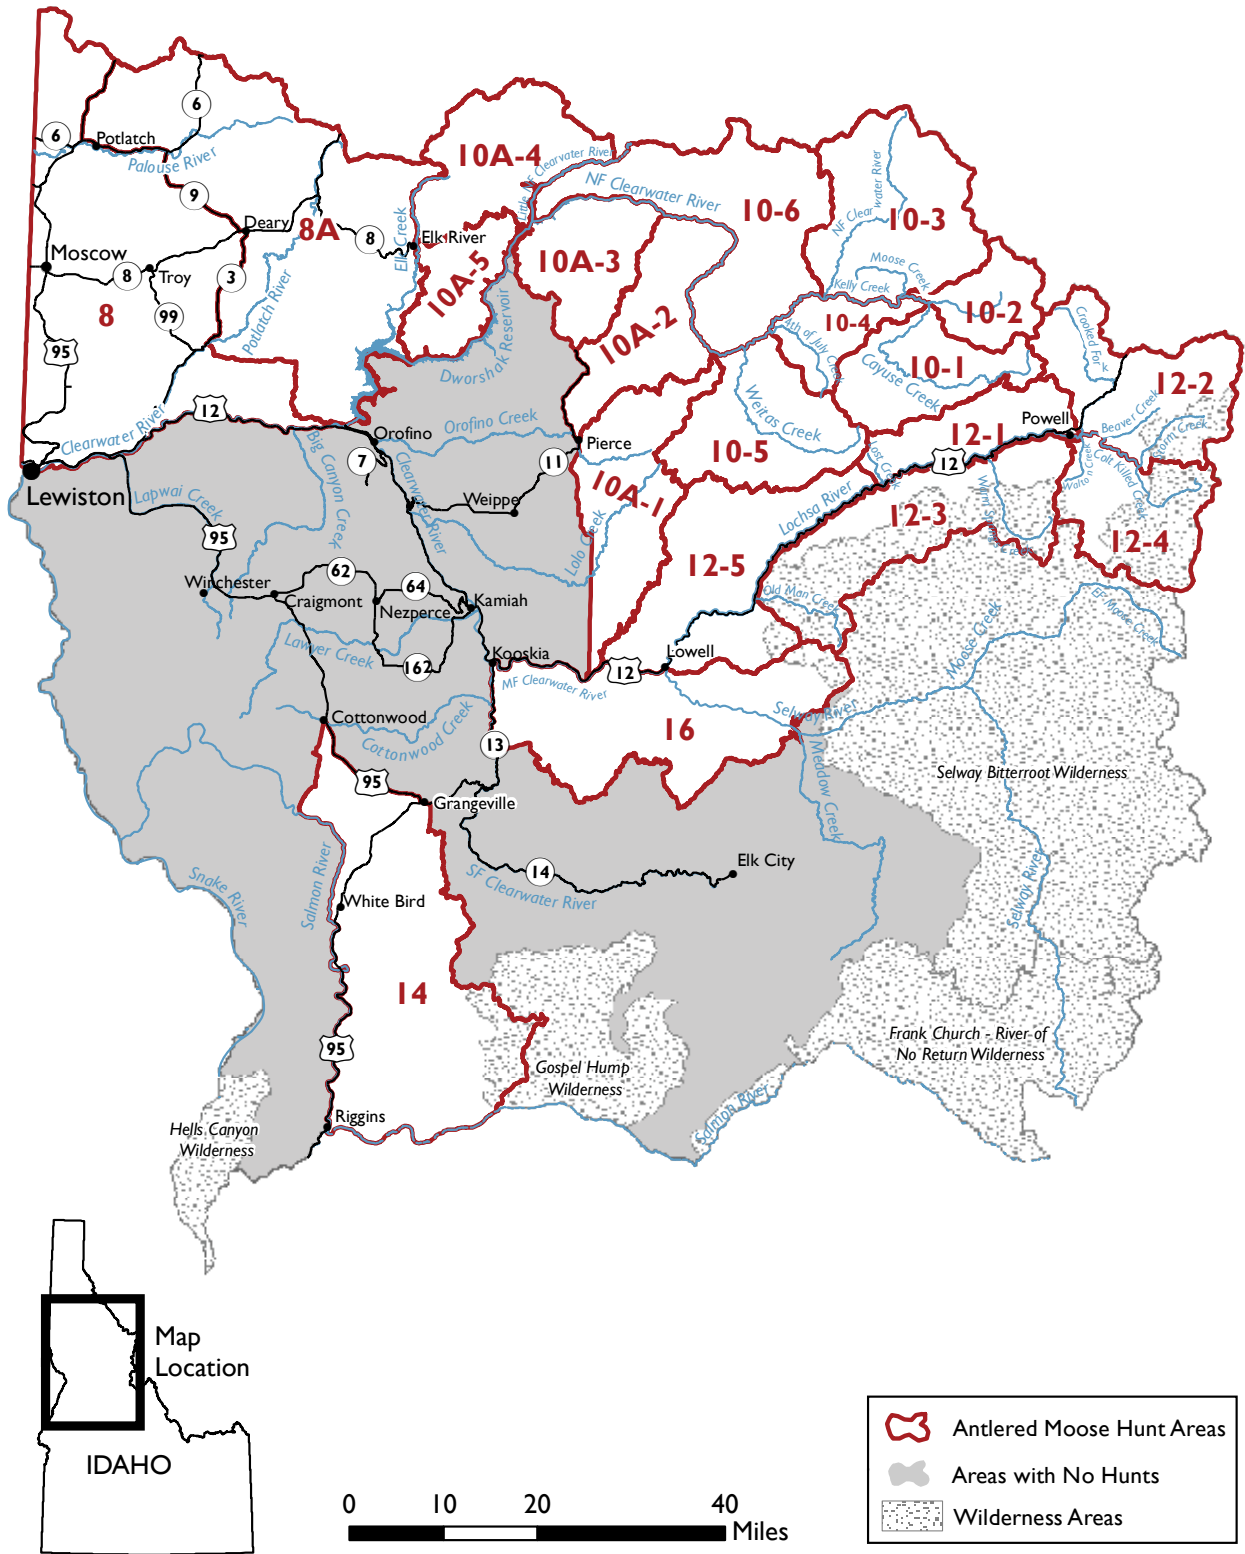 6
6
Potlatch
Palouse River
9
Deary
8A
8
Elk Creek
Elk River
Moscow
8
Troy
3
99
8
95
Potlatch River
12
Clearwater River
Lewiston
10A-4
Little NF Clearwater River
NF Clearwater River
10-6
NF Clearwater River
10-3
10A-5
10A-3
Moose Creek
Kelly Creek
10-2
10-4
10A-2
4th of July Creek
Cayuse Creek
10-1
Crooked Fork
12-2
Dworshak Reservoir
Weitas Creek
Powell
Beaver Creek
Storm Creek
12-1
Orofino
Orofino Creek
Pierce
10-5
12
Lost Creek
Walton Creek
Colt Killed Creek
7
Big Canyon Creek
Clearwater River
11
Weippe
10A-1
Lochsa River
Warm Springs Creek
12-3
12-4
Lapwai Creek
95
Lolo Creek
12-5
Winchester
62
64
Craigmont
Nezperce
Kamiah
Old Man Creek
EF Moose Creek
Moose Creek
Lawyer Creek
162
Kooskia
12
Lowell
MF Clearwater River
Cottonwood
Cottonwood Creek
13
16
Selway River
Meadow Creek
Selway Bitterroot Wilderness
95
Grangeville
Salmon River
14
SF Clearwater River
Elk City
Selway River
Snake River
White Bird
14
95
Gospel Hump
Wilderness
Frank Church - River of
No Return Wilderness
Riggins
Salmon River
Hells Canyon
Wilderness
Map
Location
IDAHO
0 10 20 40
Miles
Antlered Moose Hunt Areas
Areas with No Hunts
Wilderness Areas